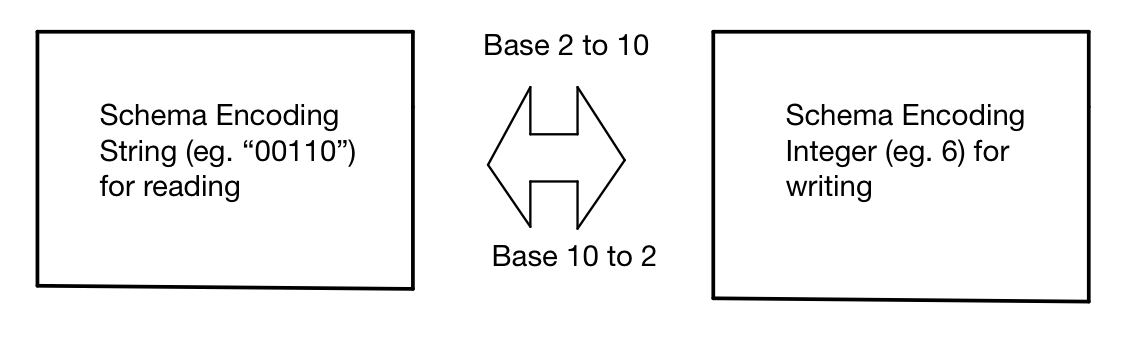 Base 2 to 10
Schema Encoding
String (eg. “00110”)
for reading
Schema Encoding
Integer (eg. 6) for
writing
Base 10 to 2